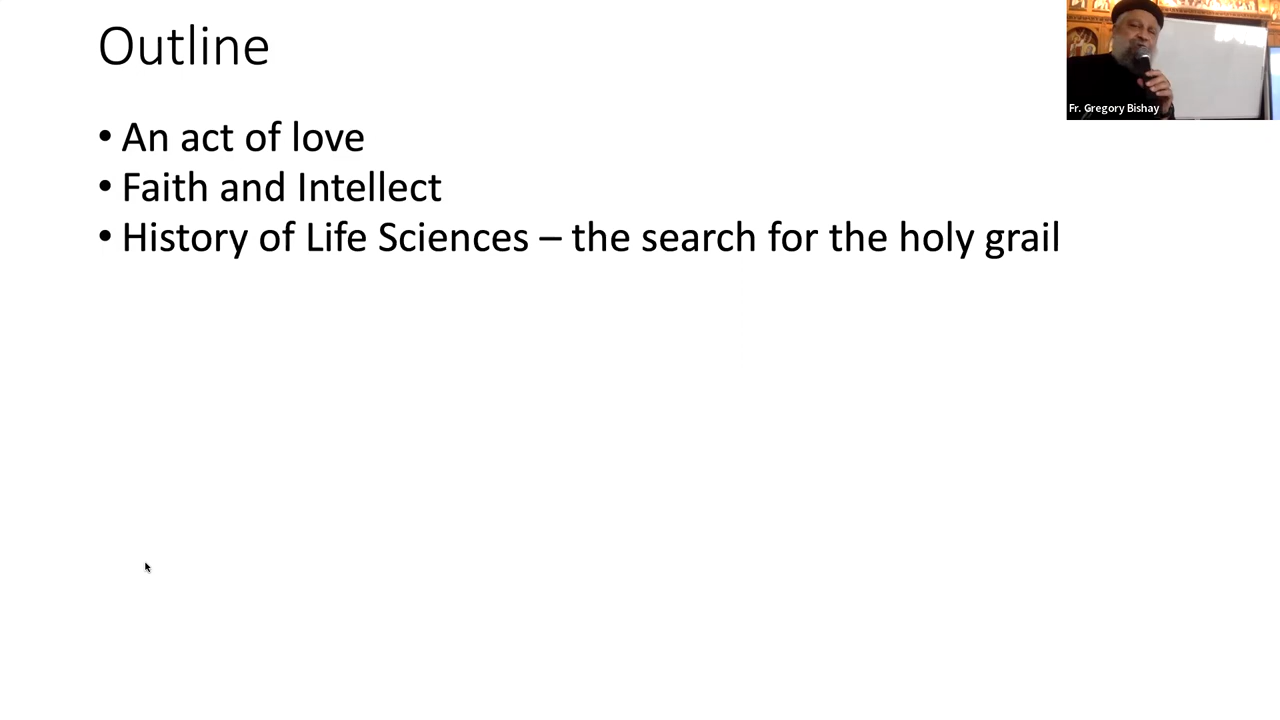 Outline
Fr. Gregory Bishay
• An act of love
• Faith and Intellect
• History of Life Sciences – the search for the holy grail